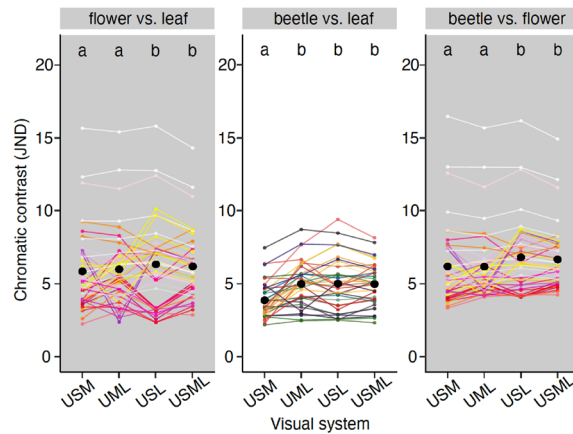 flower vs. leaf
beetle vs. leaf
beetle vs. flower
Chromatic contrast (JND)
20
15
10
5
0
a a b b
USM UML USL USML
20
15
10
5
0
a b b b
USM UML USL USML
20
15
10
5
0
a a b b
USM UML USL USML
Visual system